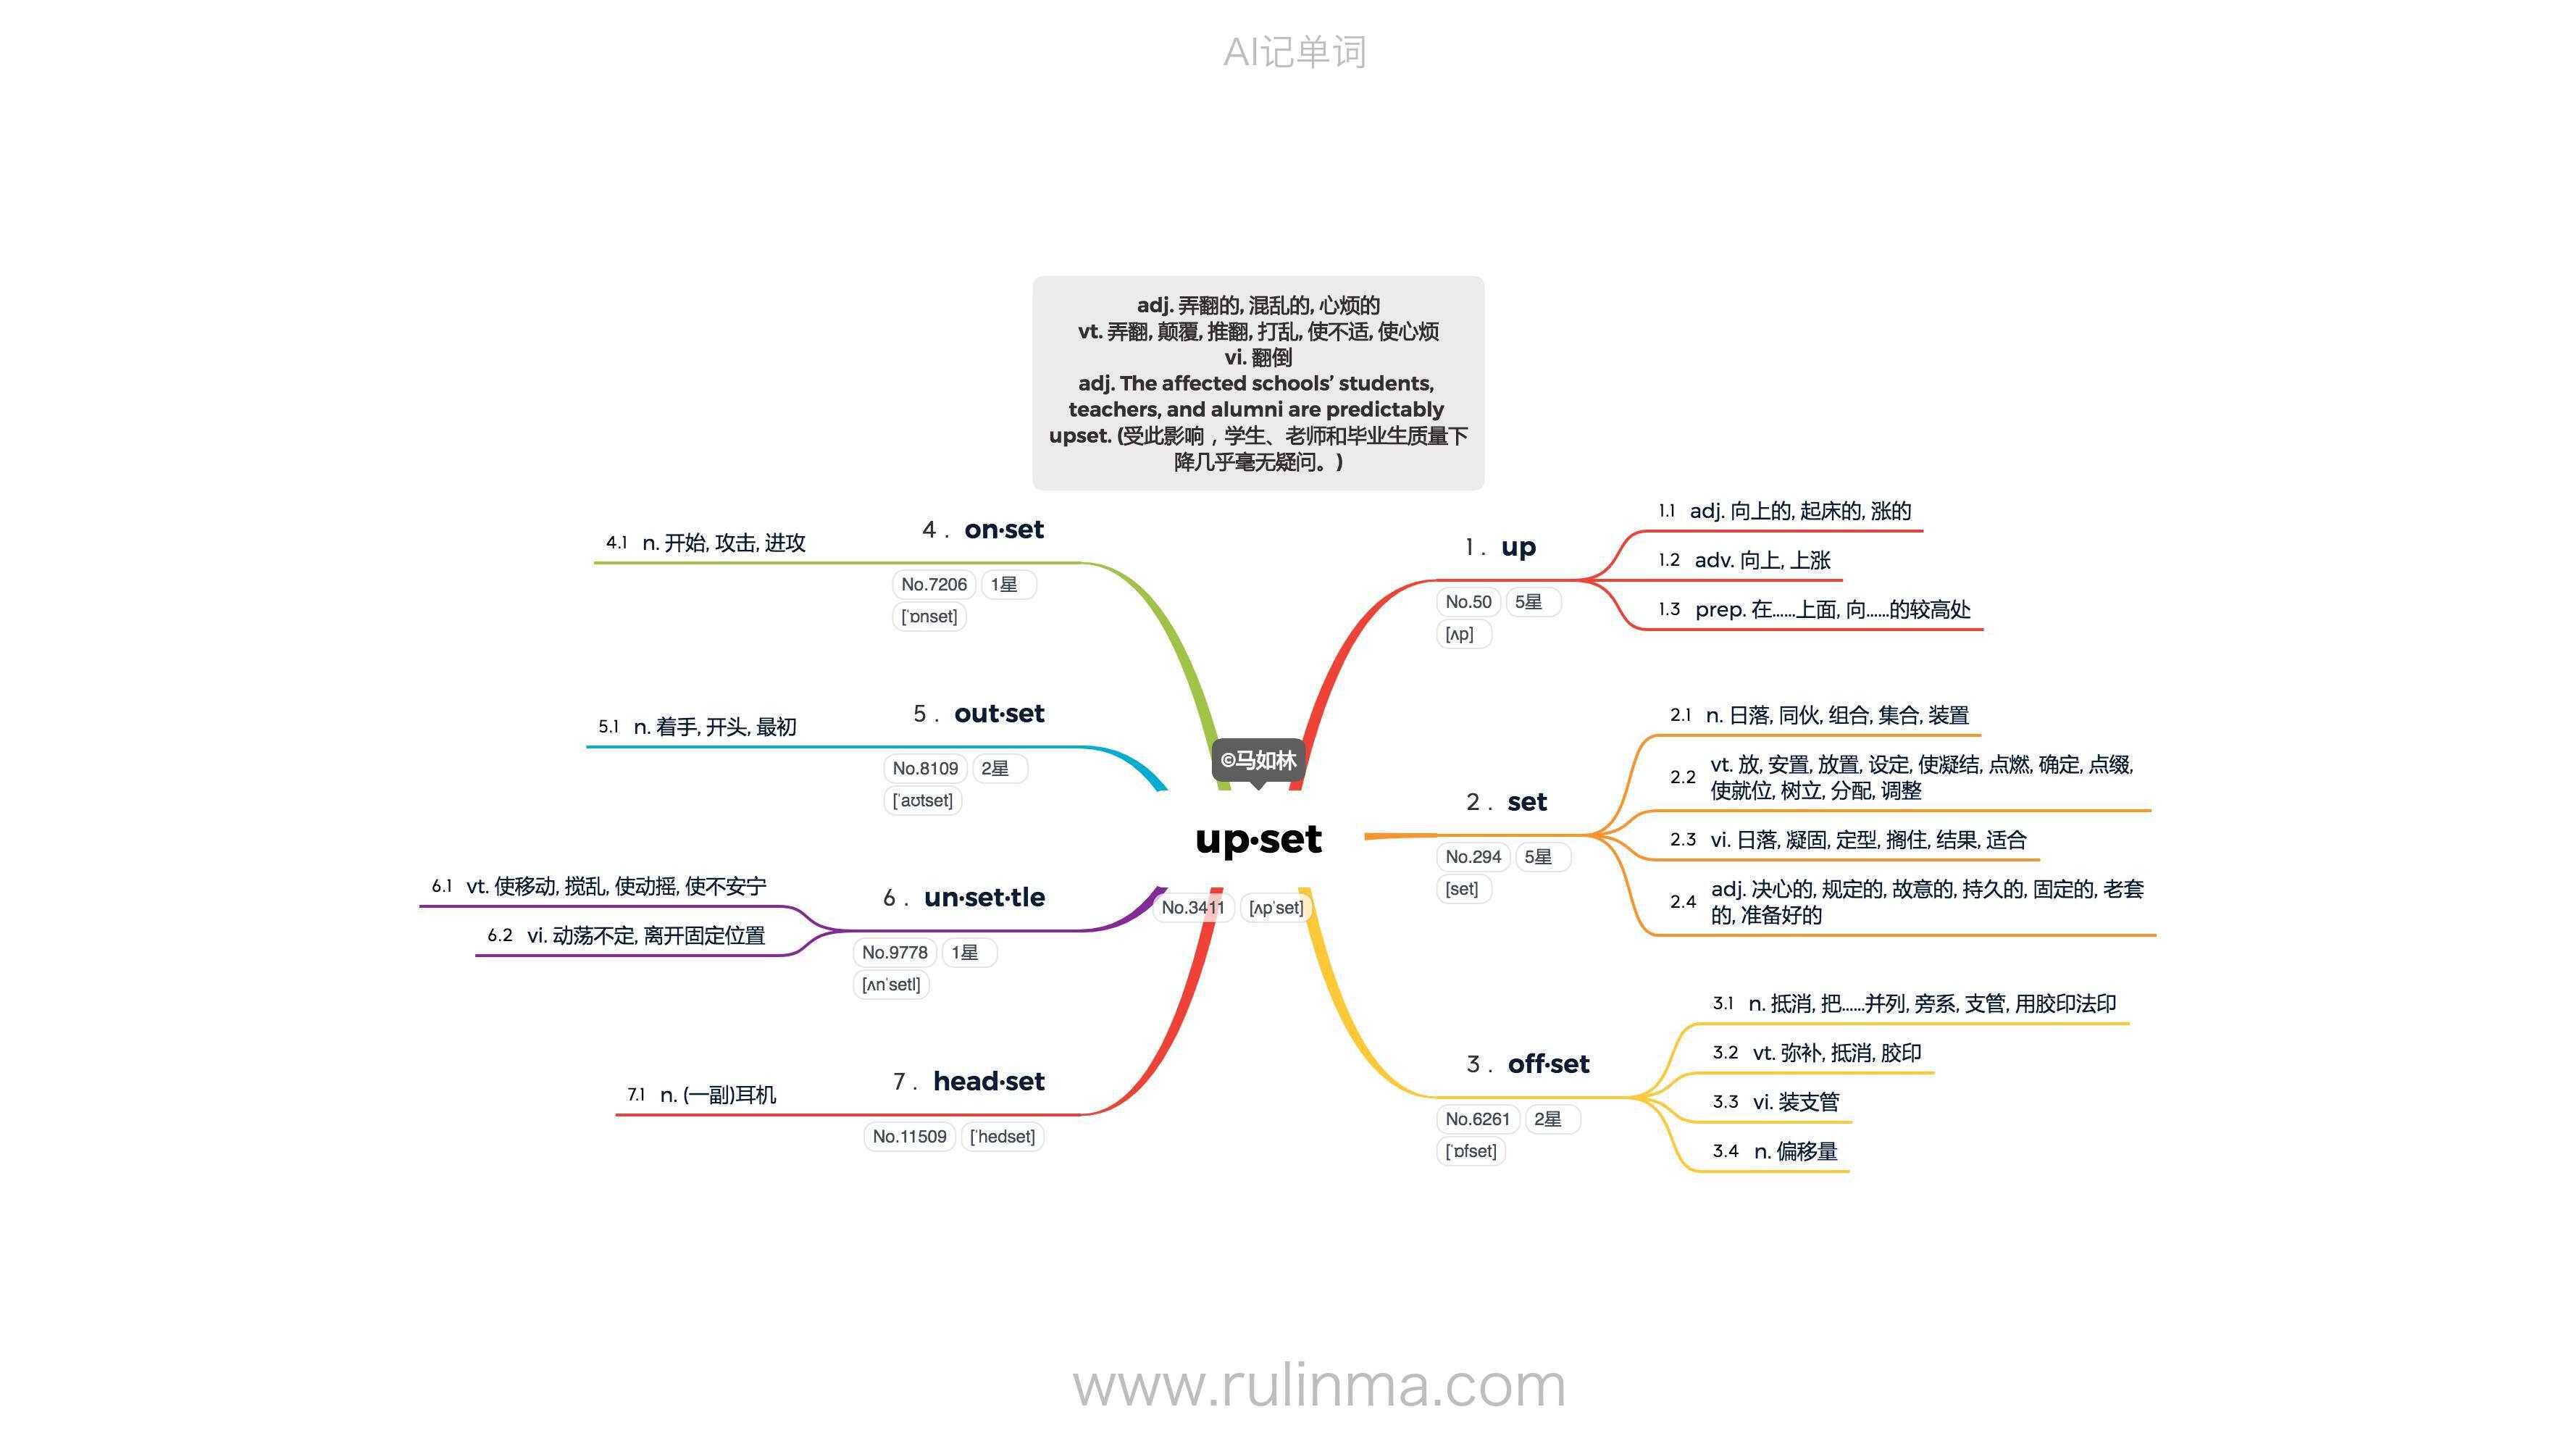 AI记单词
adj. 弄翻的, 混乱的, 心烦的
vt. 弄翻, 颠覆, 推翻, 打乱, 使不适, 使心烦
vi. 翻倒
adj. The affected schools’ students,
teachers, and alumni are predictably
upset. (受此影响，学生、老师和毕业生质量下
降几乎毫无疑问。)
©马如林
up·set
No.3411 [ʌpˈset]
1. up
No.50 5星
[ʌp]
1.1 adj. 向上的, 起床的, 涨的
1.2 adv. 向上, 上涨
1.3 prep. 在……上面, 向……的较高处
2. set
No.294 5星
[set]
2.1 n. 日落, 同伙, 组合, 集合, 装置
2.2 vt. 放, 安置, 放置, 设定, 使凝结, 点燃, 确定, 点缀,
使就位, 树立, 分配, 调整
2.3 vi. 日落, 凝固, 定型, 搁住, 结果, 适合
2.4 adj. 决心的, 规定的, 故意的, 持久的, 固定的, 老套
的, 准备好的
3. off·set
No.6261 2星
[ˈɒfset]
3.1 n. 抵消, 把……并列, 旁系, 支管, 用胶印法印
3.2 vt. 弥补, 抵消, 胶印
3.3 vi. 装支管
3.4 n. 偏移量
4. on·set
No.7206 1星
[ˈɒnset]
4.1 n. 开始, 攻击, 进攻
5. out·set
No.8109 2星
[ˈaʊtset]
5.1 n. 着手, 开头, 最初
6. un·set·tle
No.9778 1星
[ʌnˈsetl]
6.1 vt. 使移动, 搅乱, 使动摇, 使不安宁
6.2 vi. 动荡不定, 离开固定位置
7. head·set
No.11509 [ˈhedset]
7.1 n. (一副)耳机
www.rulinma.com